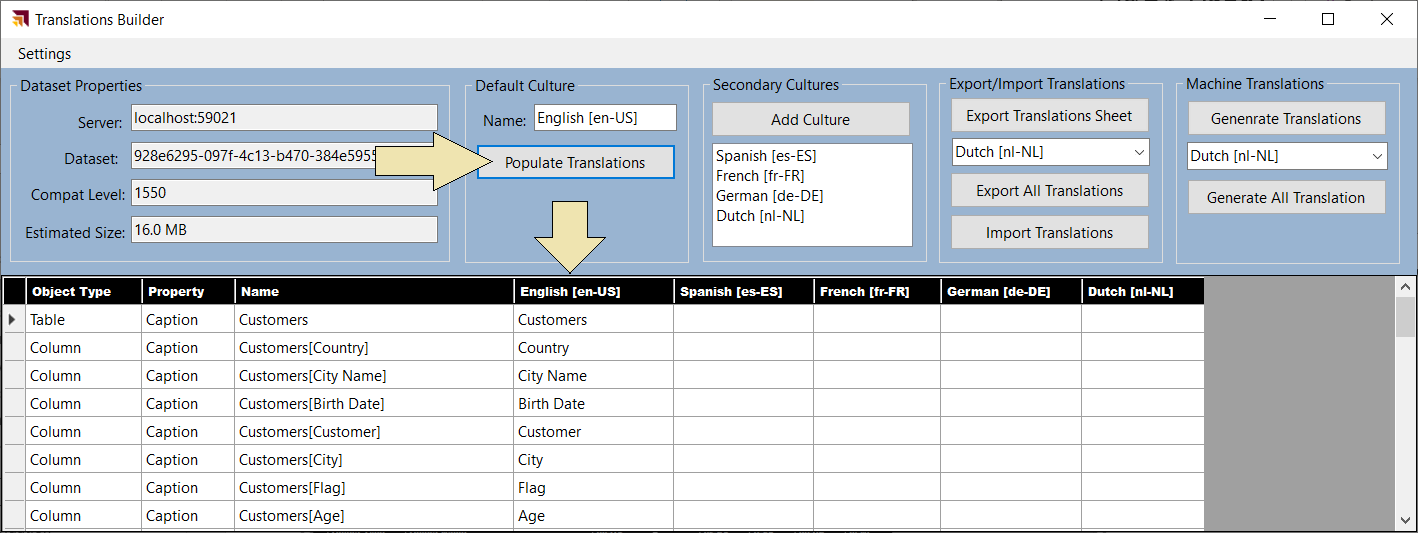 Translations Builder
Settings
Dataset Properties
Server: localhost:59021
Dataset: 928e6295-097f-4c13-b470-384e5955
Compat Level: 1550
Estimated Size: 16.0 MB
Default Culture
Name: English [en-US]
Populate Translations
Secondary Cultures
Add Culture
Spanish [es-ES]
French [fr-FR]
German [de-DE]
Dutch [nl-NL]
Export/Import Translations
Export Translations Sheet
Dutch [nl-NL]
Export All Translations
Import Translations
Machine Translations
Genenrate Translations
Dutch [nl-NL]
Generate All Translation
Object Type Property Name English [en-US] Spanish [es-ES] French [fr-FR] German [de-DE] Dutch [nl-NL]
Table Caption Customers Customers
Column Caption Customers[Country] Country
Column Caption Customers[City Name] City Name
Column Caption Customers[Birth Date] Birth Date
Column Caption Customers[Customer] Customer
Column Caption Customers[City] City
Column Caption Customers[Flag] Flag
Column Caption Customers[Age] Age